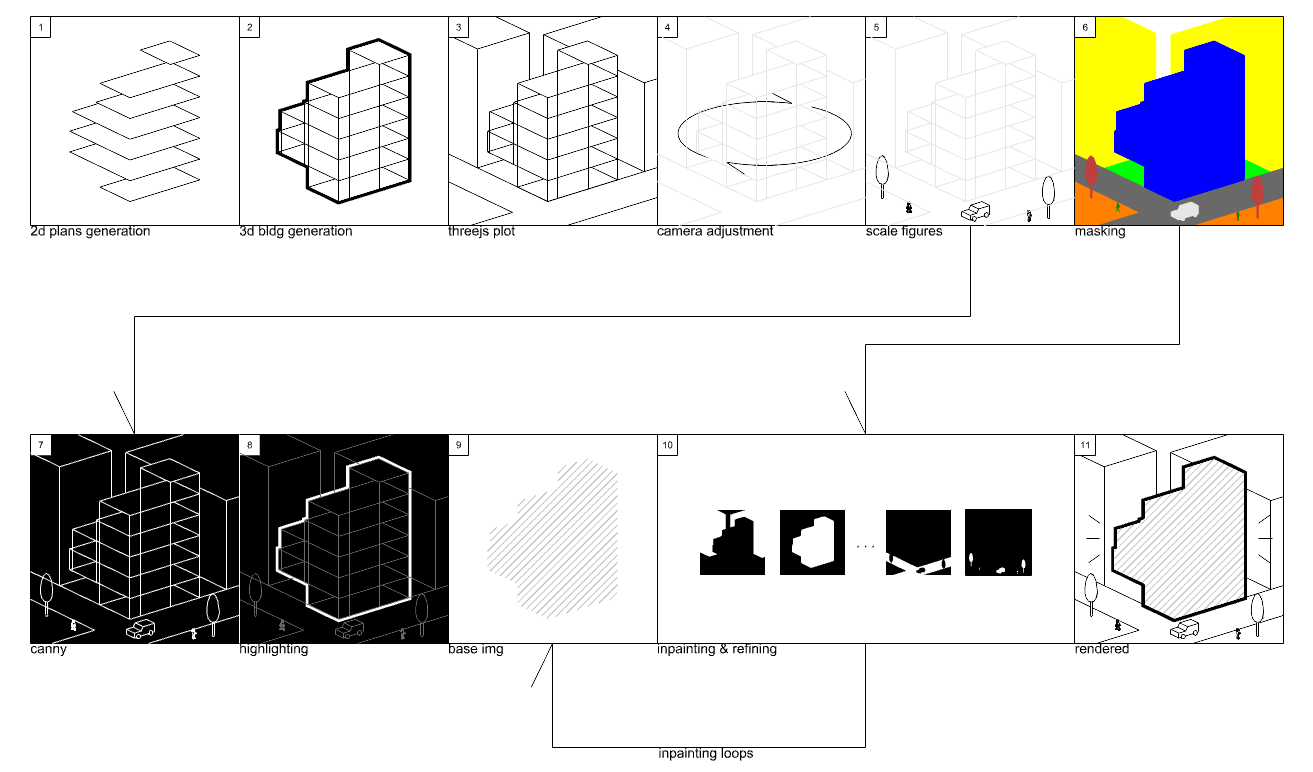 1
2
3
4
5
6
2d plans generation
3d bldg generation
threejs plot
camera adjustment
scale figures
masking
7
8
9
10
11
...
canny
highlighting
base img
inpainting & refining
rendered
inpainting loops